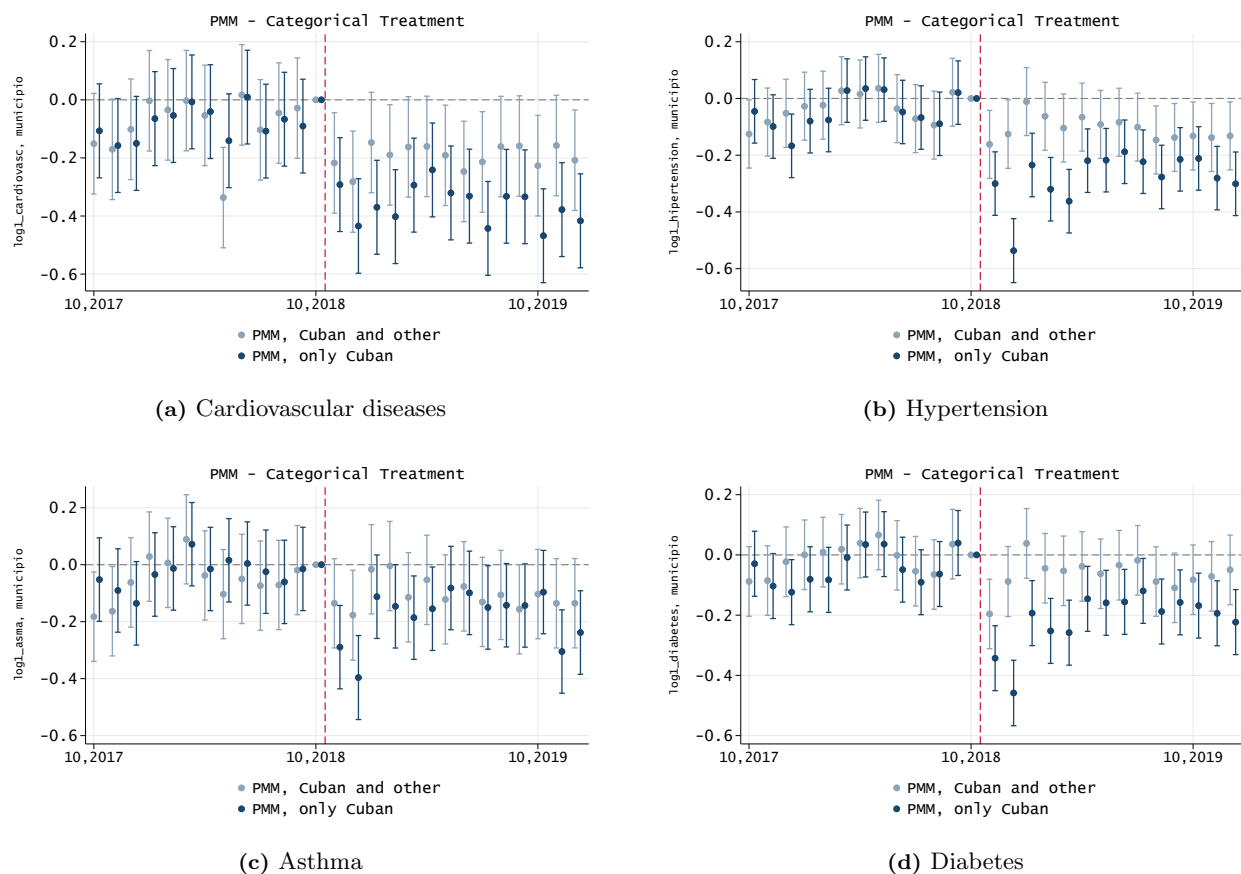 PMM - Categorical Treatment
log1_cardiovasc, municipio
0.2
0.0
−0.2
−0.4
−0.6
10,2017
10,2018
10,2019
PMM, Cuban and other
PMM, only Cuban
(a) Cardiovascular diseases
PMM - Categorical Treatment
log1_hipertension, municipio
0.2
0.0
−0.2
−0.4
−0.6
10,2017
10,2018
10,2019
PMM, Cuban and other
PMM, only Cuban
(b) Hypertension
PMM - Categorical Treatment
log1_asma, municipio
0.2
0.0
−0.2
−0.4
−0.6
10,2017
10,2018
10,2019
PMM, Cuban and other
PMM, only Cuban
(c) Asthma
PMM - Categorical Treatment
log1_diabetes, municipio
0.2
0.0
−0.2
−0.4
−0.6
10,2017
10,2018
10,2019
PMM, Cuban and other
PMM, only Cuban
(d) Diabetes